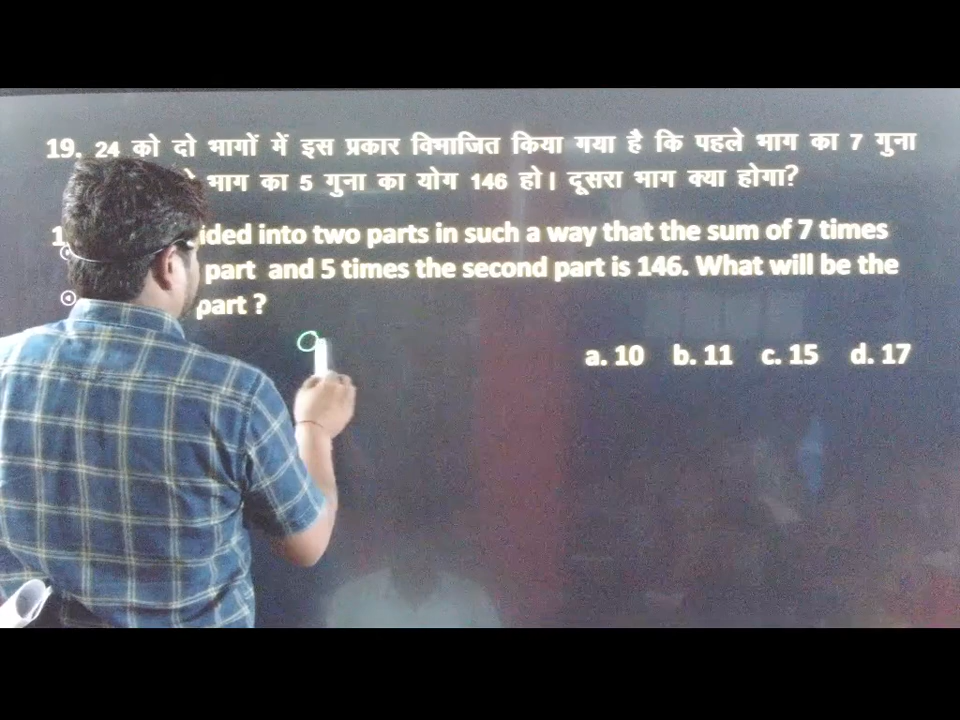 19. 24 को दो भागों में इस प्रकार विभाजित किया गया है कि पहले भाग का 7 गुना
भाग का 5 गुना का योग 146 हो। दूसरा भाग क्या होगा?
ided into two parts in such a way that the sum of 7 times
part and 5 times the second part is 146. What will be the
part ?
a. 10 b. 11 c. 15 d. 17